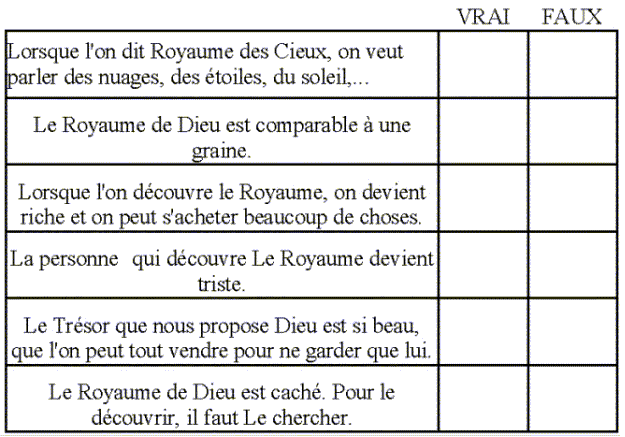 VRAI FAUX
Lorsque l'on dit Royaume des Cieux, on veut
parler des nuages, des étoiles, du soleil,...
Le Royaume de Dieu est comparable à une
graine.
Lorsque l'on découvre le Royaume, on devient
riche et on peut s'acheter beaucoup de choses.
La personne qui découvre Le Royaume devient
triste.
Le Trésor que nous propose Dieu est si beau,
que l'on peut tout vendre pour ne garder que lui.
Le Royaume de Dieu est caché. Pour le
découvrir, il faut Le chercher.